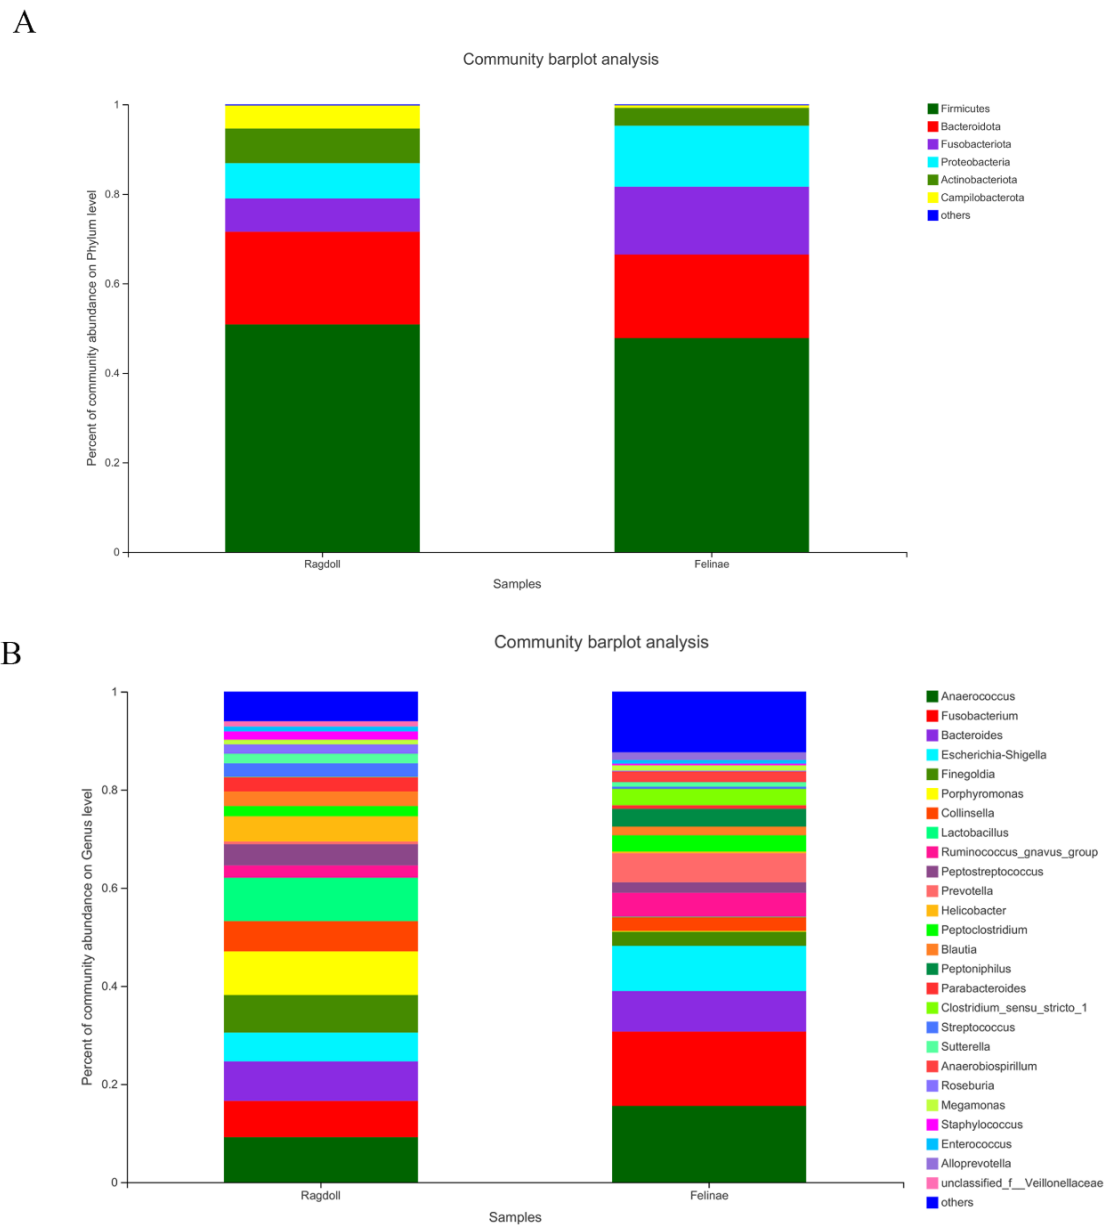 A
Community barplot analysis
Percent of community abundance on Phylum level
1
0.8
0.6
0.4
0.2
0
Ragdoll
Felinae
Samples
Firmicutes
Bacteroidota
Fusobacteriota
Proteobacteria
Actinobacteriota
Campilobacterota
others
B
Community barplot analysis
Percent of community abundance on Genus level
1
0.8
0.6
0.4
0.2
0
Ragdoll
Felinae
Samples
Anaerococcus
Fusobacterium
Bacteroides
Escherichia-Shigella
Finegoldia
Porphyromonas
Collinsella
Lactobacillus
Ruminococcus_gnavus_group
Peptostreptococcus
Prevotella
Helicobacter
Peptoclostridium
Blautia
Peptoniphilus
Parabacteroides
Clostridium_sensu_stricto_1
Streptococcus
Sutterella
Anaerobiospirillum
Roseburia
Megamonas
Staphylococcus
Enterococcus
Alloprevotella
unclassified_f__Veillonellaceae
others